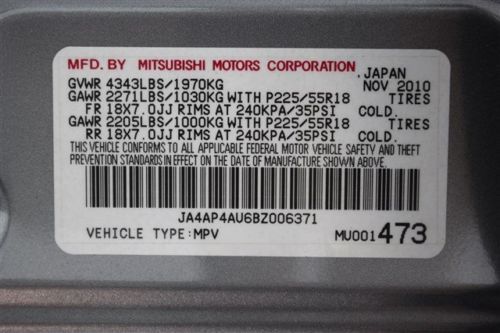 MFD. BY MITSUBISHI MOTORS CORPORATION, JAPAN
GVWR 4343LBS/1970KG NOV 2010
GAWR 2271LBS/1030KG WITH P225/55R18 TIRES
FR 18X7.0JJ RIMS AT 240KPA/35PSI COLD.
GAWR 2205LBS/1000KG WITH P225/55R18 TIRES
RR 18X7.0JJ RIMS AT 240KPA/35PSI COLD.
THIS VEHICLE CONFORMS TO ALL APPLICABLE FEDERAL MOTOR VEHICLE SAFETY AND THEFT
PREVENTION STANDARDS IN EFFECT ON THE DATE OF MANUFACTURE SHOWN ABOVE.
JA4AP4AU6BZ006371
VEHICLE TYPE:MPV MU001473